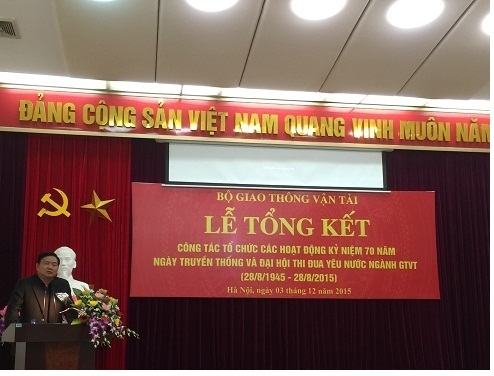 ĐẢNG CỘNG SẢN VIỆT NAM QUANG VINH MUÔN NĂM
BỘ GIAO THÔNG VẬN TẢI
LỄ TỔNG KẾT
CÔNG TÁC TỔ CHỨC CÁC HOẠT ĐỘNG KỶ NIỆM 70 NĂM
NGÀY TRUYỀN THỐNG VÀ ĐẠI HỘI THI ĐUA YÊU NƯỚC NGÀNH GTVT
(28/8/1945 - 28/8/2015)
Hà Nội, ngày 03 tháng 12 năm 2015